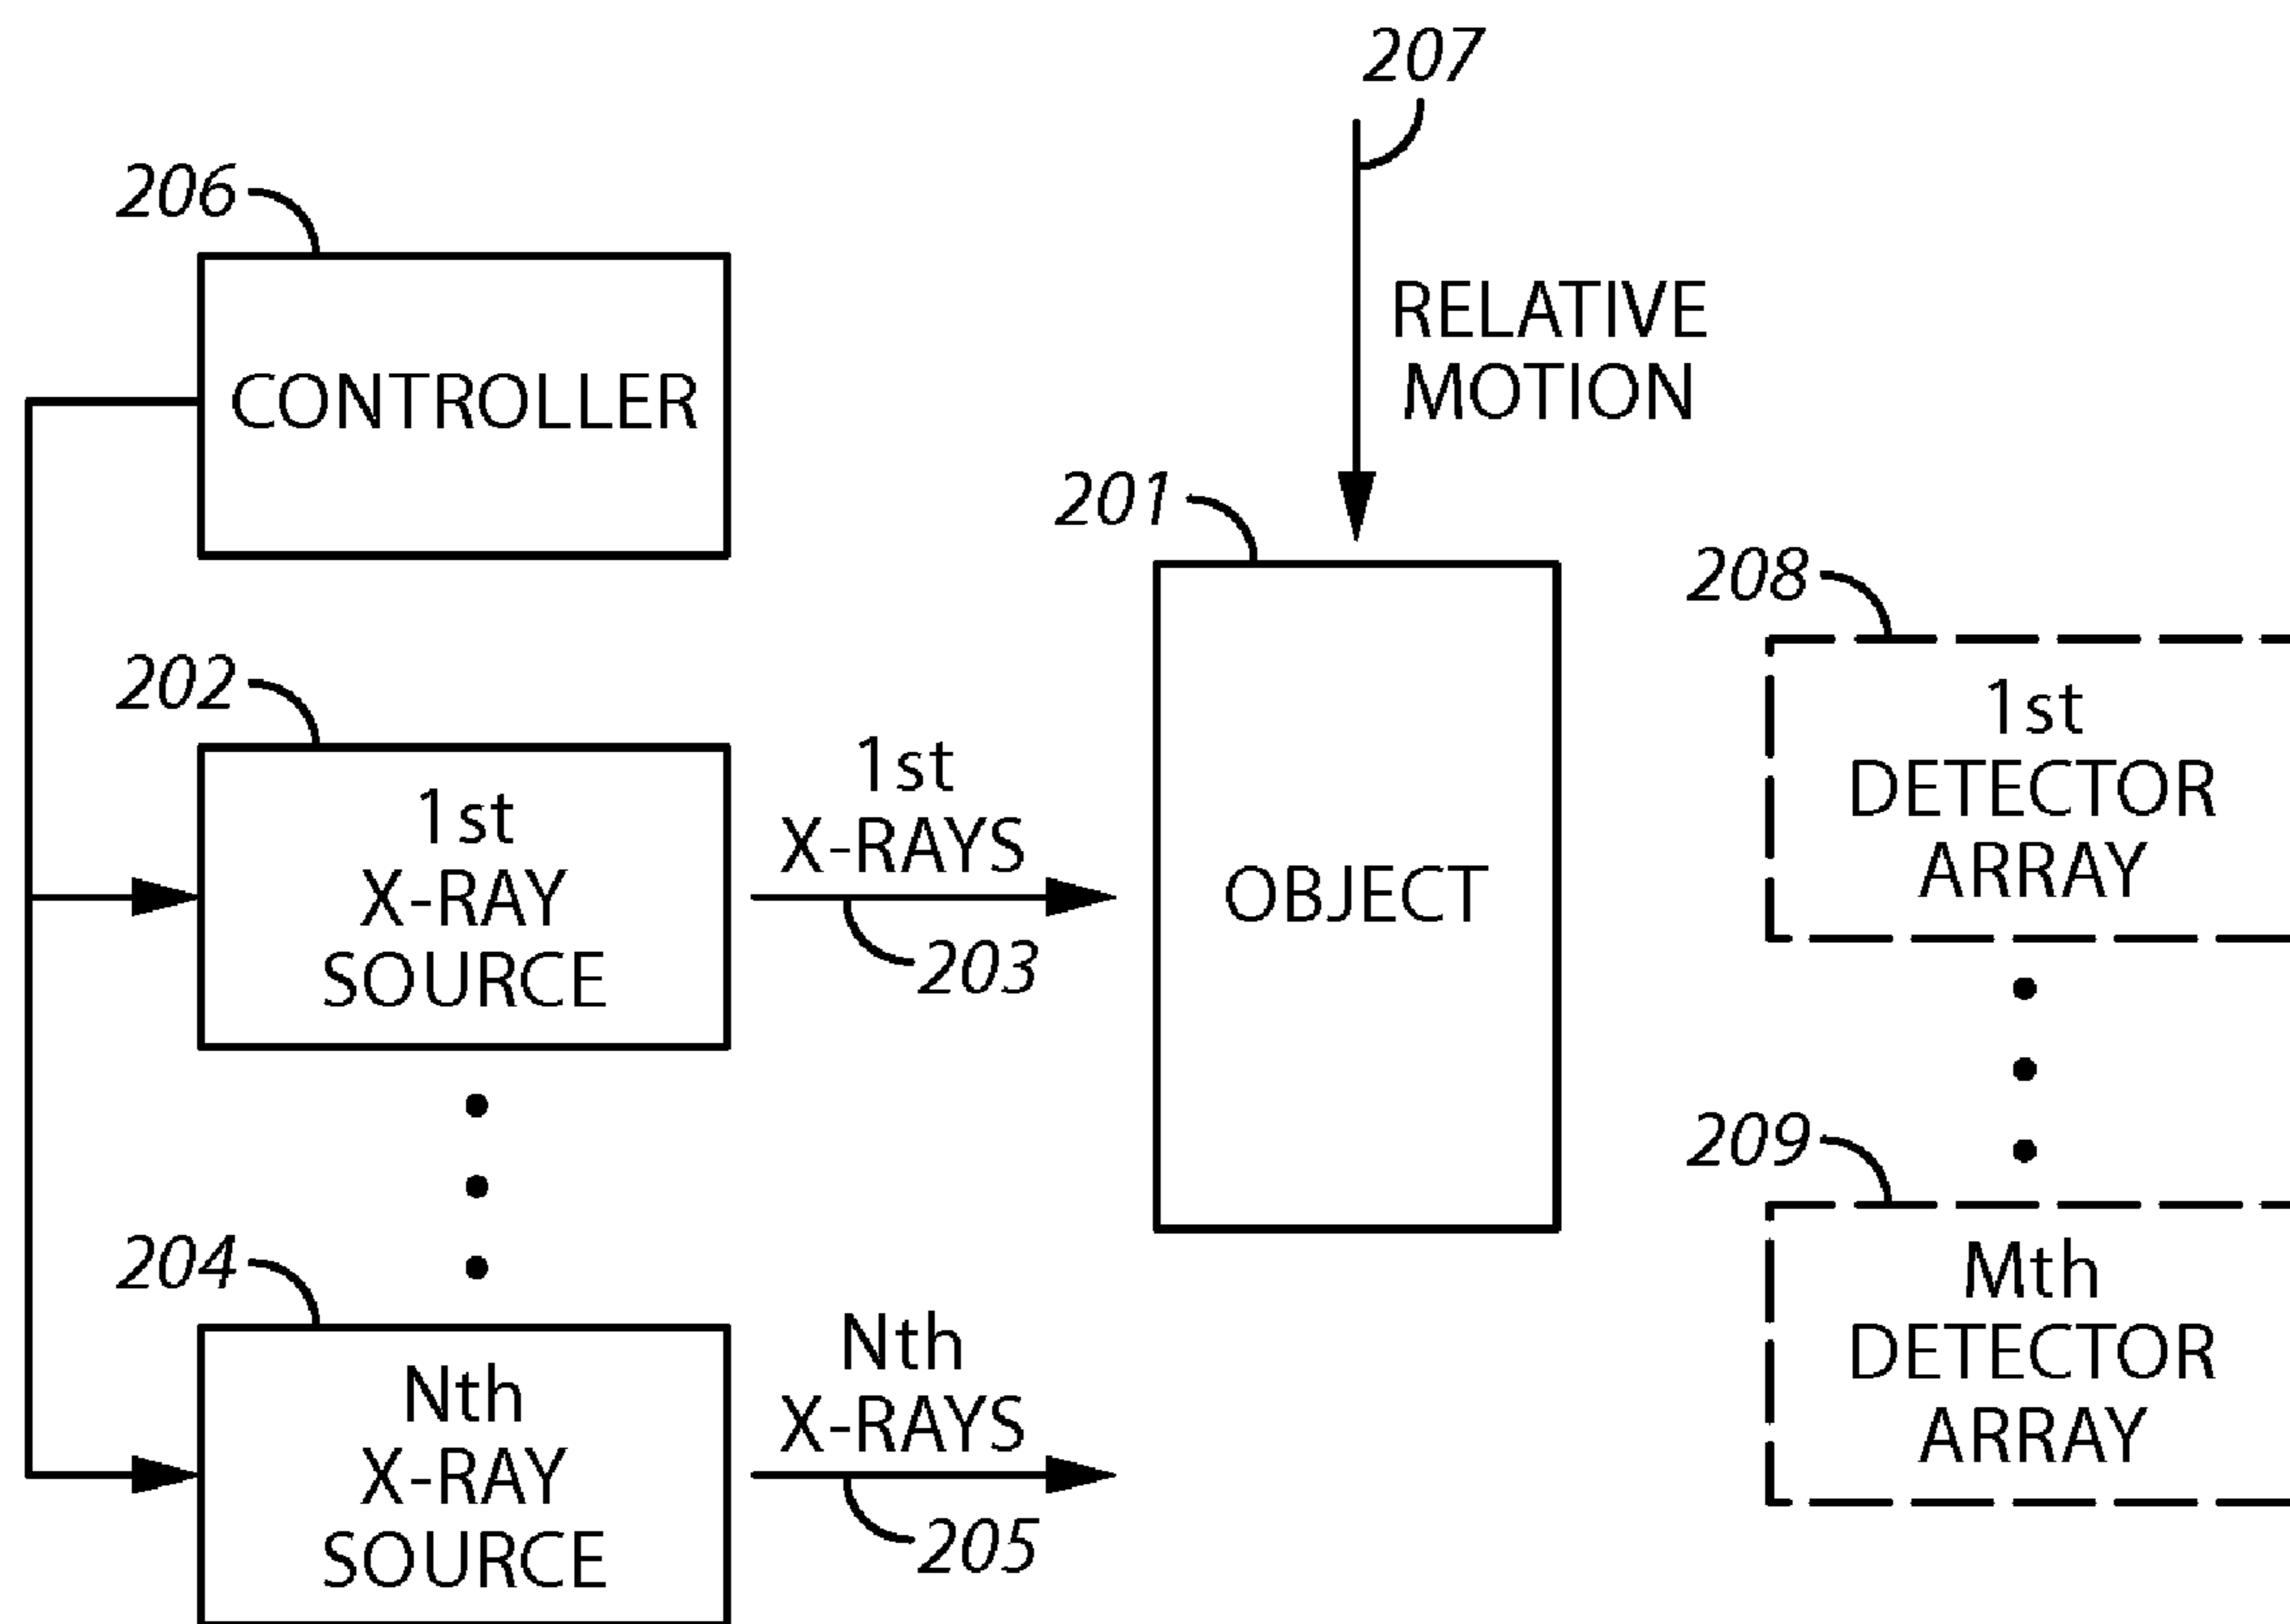 207
206
CONTROLLER
RELATIVE
MOTION
201
OBJECT
202
1st
X-RAY
SOURCE
1st
X-RAYS
203
204
Nth
X-RAY
SOURCE
Nth
X-RAYS
205
208
1st
DETECTOR
ARRAY
209
Mth
DETECTOR
ARRAY